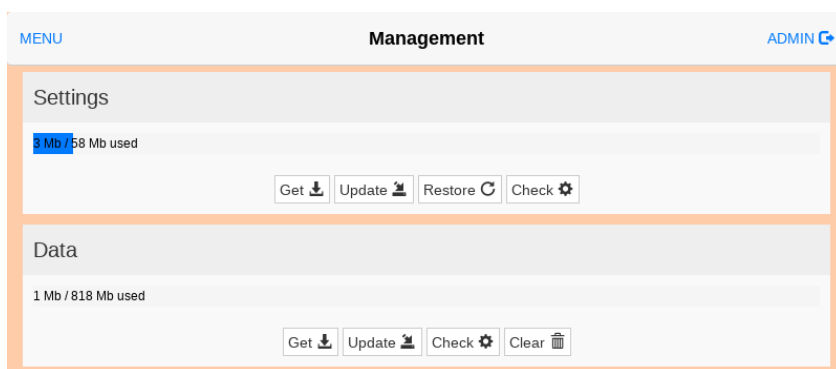 MENU Management ADMIN
Settings
3 Mb / 58 Mb used
Get Update Restore Check
Data
1 Mb / 818 Mb used
Get Update Check Clear